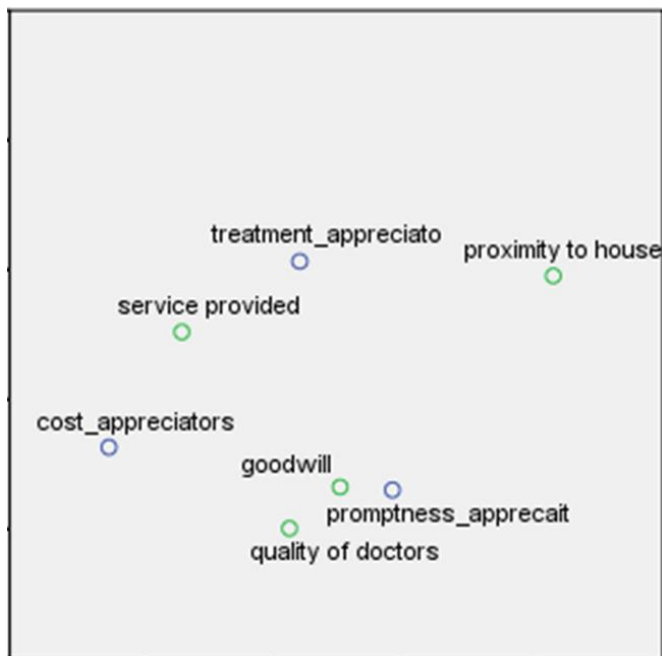 treatment_appreciato
proximity to house
service provided
cost_appreciators
goodwill
promptness_apprecait
quality of doctors